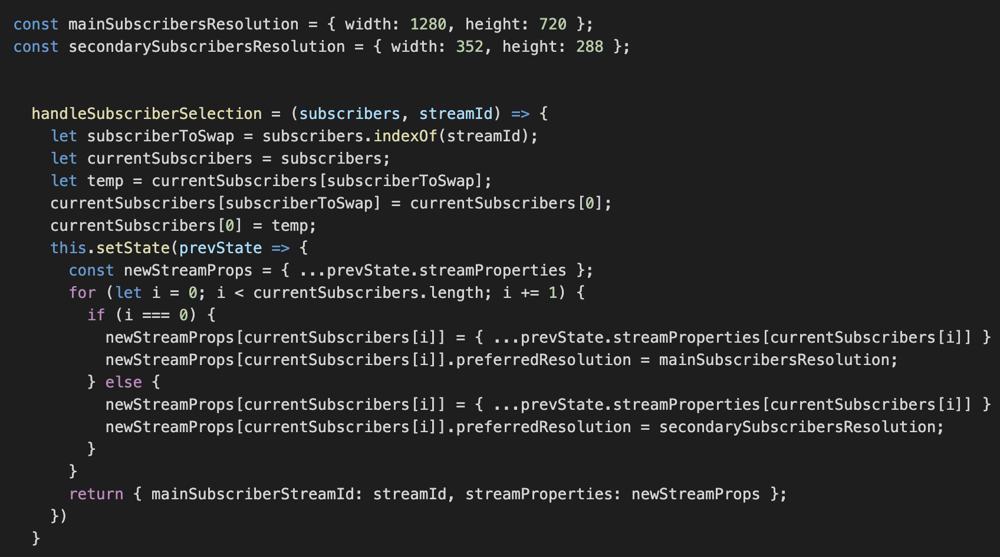 const mainSubscribersResolution = { width: 1280, height: 720 };
const secondarySubscribersResolution = { width: 352, height: 288 };
handleSubscriberSelection = (subscribers, streamId) => {
let subscriberToSwap = subscribers.indexOf(streamId);
let currentSubscribers = subscribers;
let temp = currentSubscribers[subscriberToSwap];
currentSubscribers[subscriberToSwap] = currentSubscribers[0];
currentSubscribers[0] = temp;
this.setState(prevState => {
const newStreamProps = { ...prevState.streamProperties };
for (let i = 0; i < currentSubscribers.length; i += 1) {
if (i === 0) {
newStreamProps[currentSubscribers[i]] = { ...prevState.streamProperties[currentSubscribers[i]] }
newStreamProps[currentSubscribers[i]].preferredResolution = mainSubscribersResolution;
} else {
newStreamProps[currentSubscribers[i]] = { ...prevState.streamProperties[currentSubscribers[i]] }
newStreamProps[currentSubscribers[i]].preferredResolution = secondarySubscribersResolution;
}
}
return { mainSubscriberStreamId: streamId, streamProperties: newStreamProps };
})
}